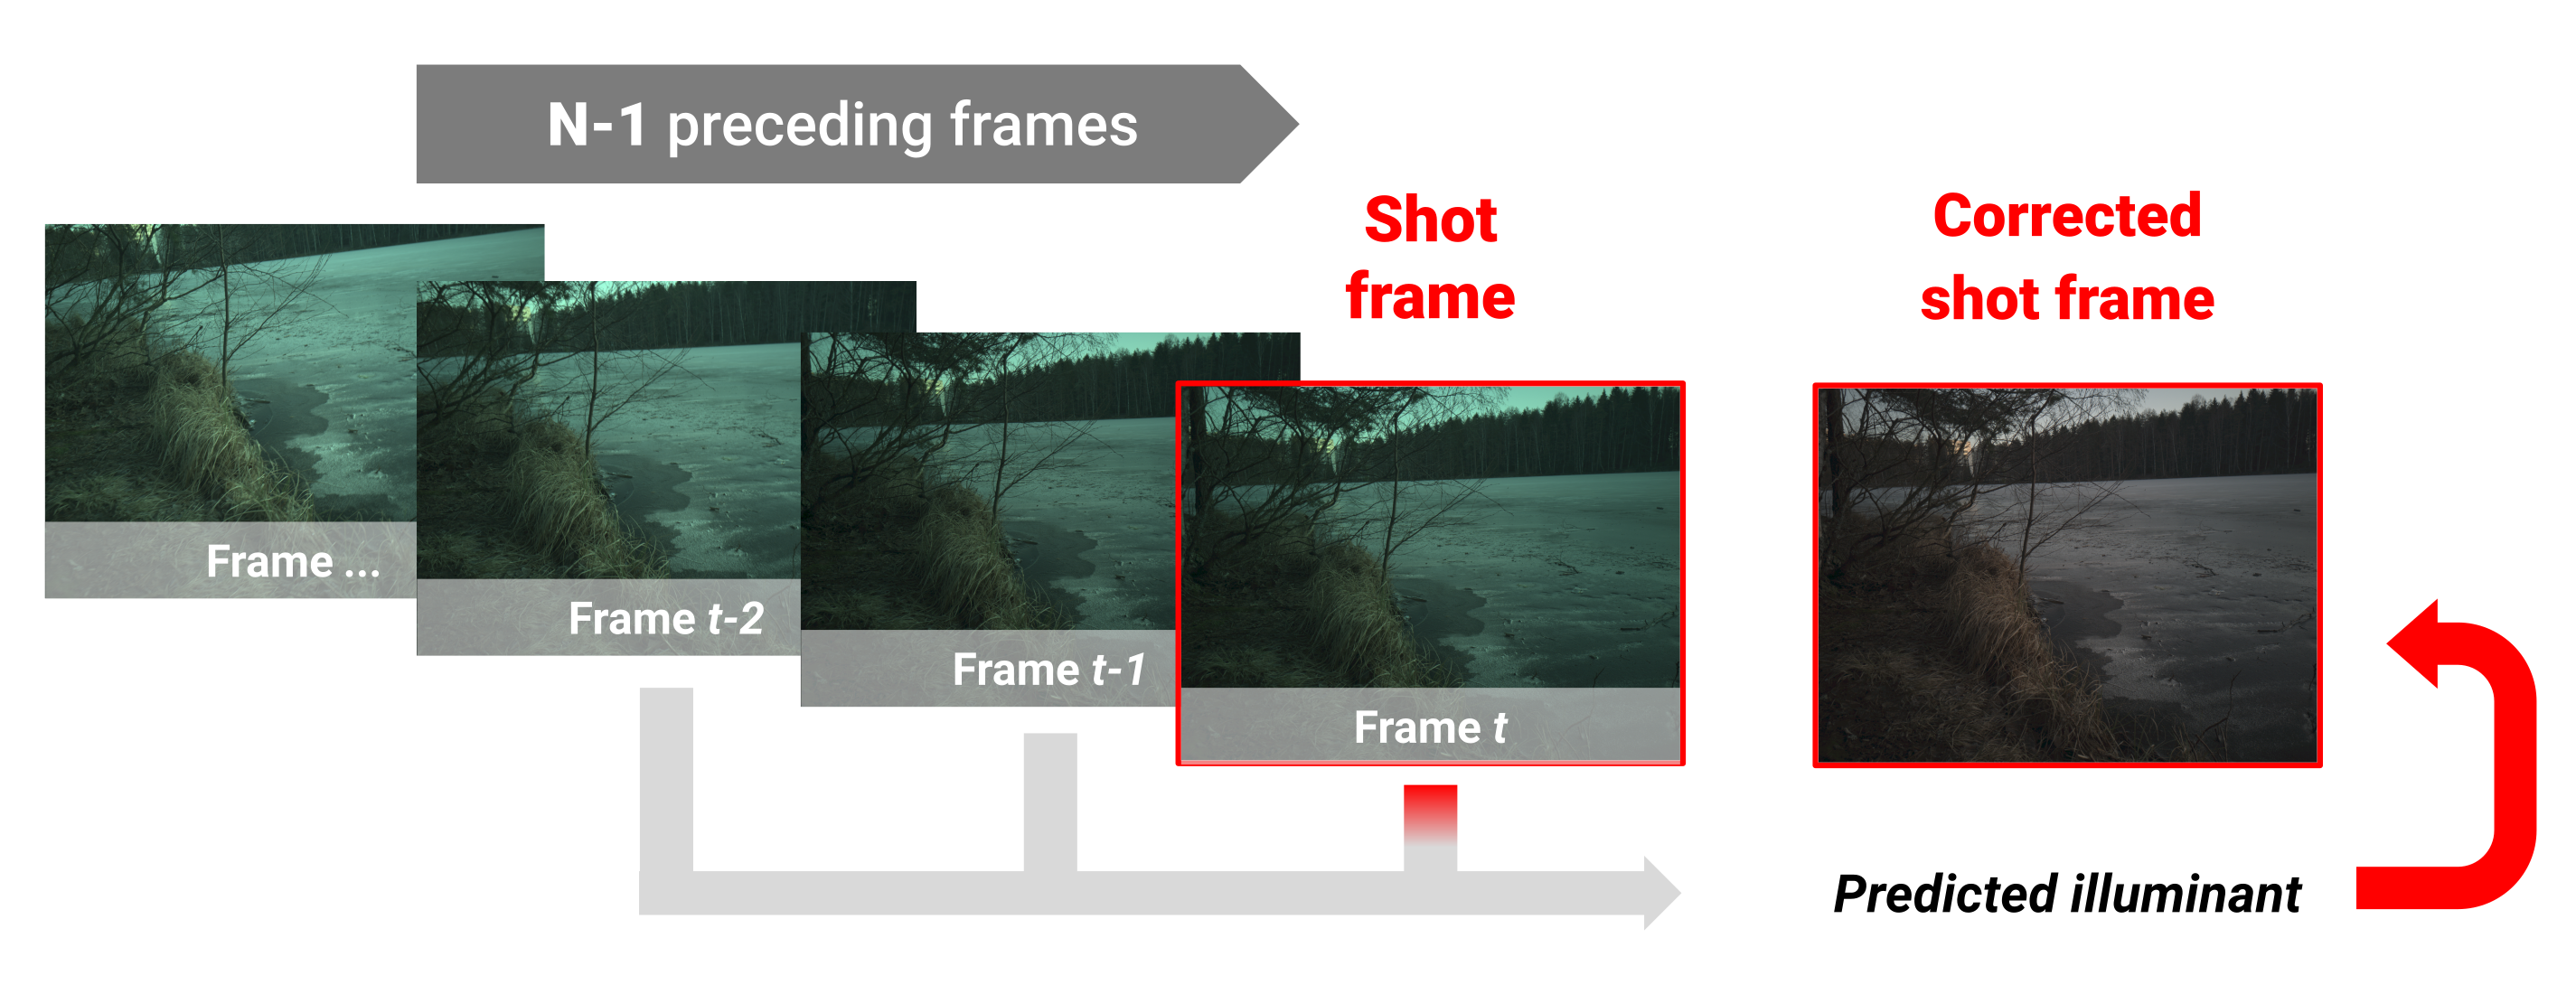 N-1 preceding frames
Shot
frame
Corrected
shot frame
Frame ...
Frame t-2
Frame t-1
Frame t
Predicted illuminant